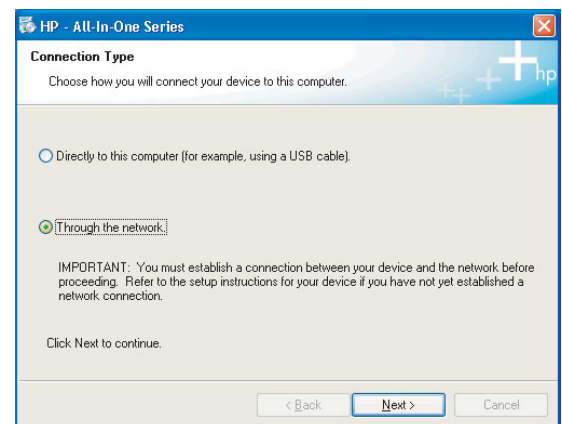 HP - All-In-One Series
Connection Type
Choose how you will connect your device to this computer.
hp
Directly to this computer (for example, using a USB cable).
Through the network.
IMPORTANT: You must establish a connection between your device and the network before
proceeding. Refer to the setup instructions for your device if you have not yet established a
network connection.
Click Next to continue.
< Back Next > Cancel